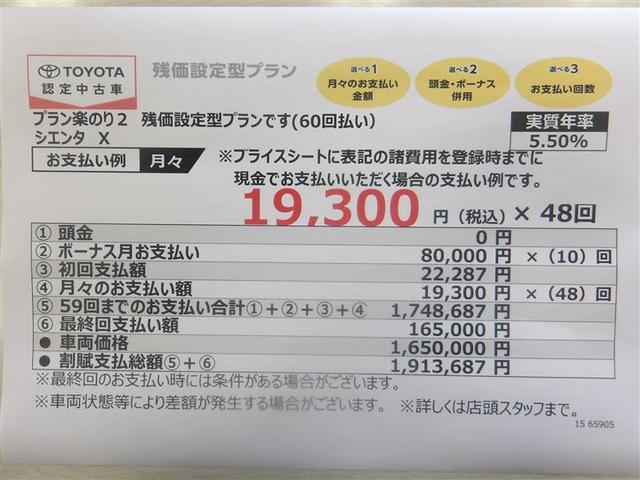 TOYOTA
認定中古車
残価設定型プラン
選べる1
月々のお支払い
金額
選べる2
頭金・ボーナス
併用
選べる3
お支払い回数
プラン楽のり２ 残価設定型プランです(60回払い)
シエンタ X
実質年率
5.50%
お支払い例 月々
※プライスシートに表記の諸費用を登録時までに
現金でお支払いいただく場合の支払い例です。
19,300 円（税込）× 48回
① 頭金 0 円
② ボーナス月お支払い 80,000 円 ×（10）回
③ 初回支払額 22,287 円
④ 月々のお支払い額 19,300 円 ×（48）回
⑤ 59回までのお支払い合計①＋②＋③＋④ 1,748,687 円
⑥ 最終回支払い額 165,000 円
● 車両価格 1,650,000 円
● 割賦支払総額⑤＋⑥ 1,913,687 円
※最終回のお支払い時には条件がある場合がございます。
※車両状態等により差額が発生する場合がございます。 ※詳しくは店頭スタッフまで。
15 65905